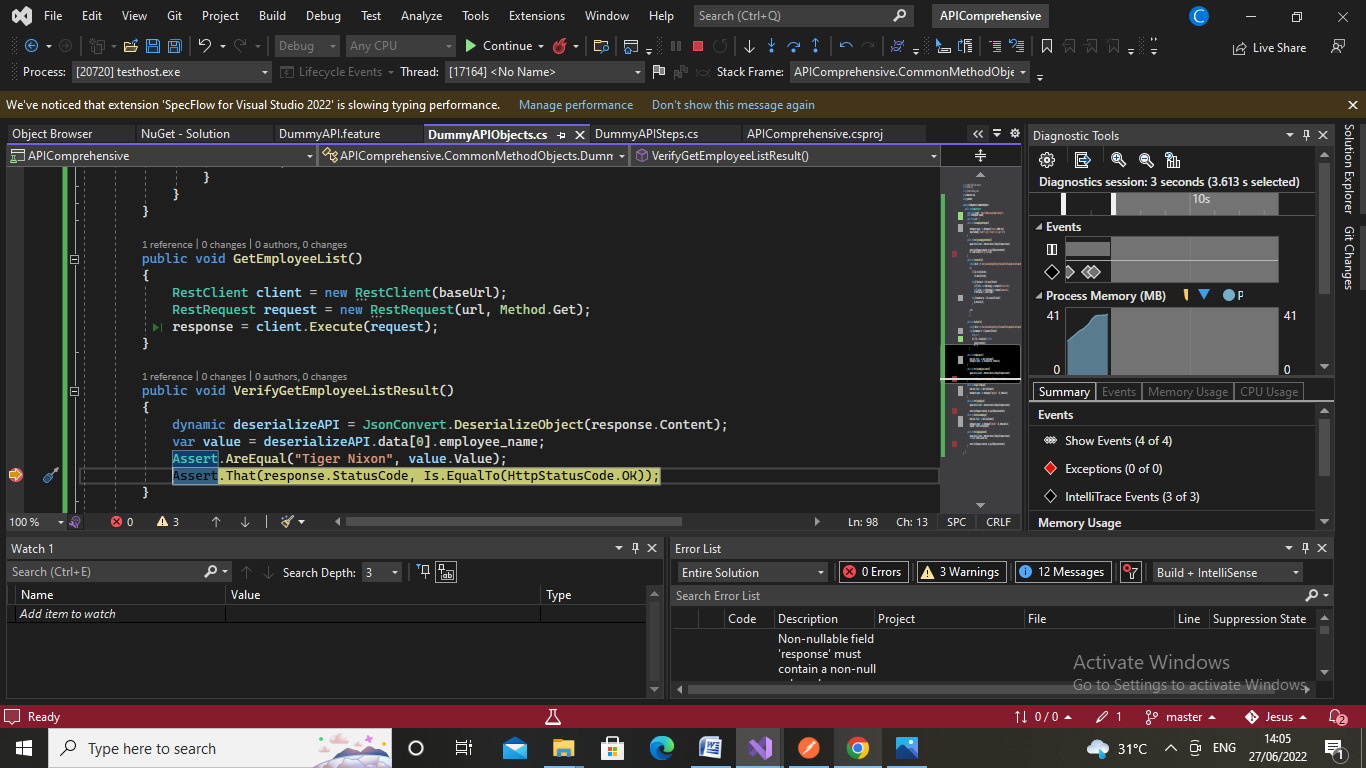 File Edit View Git Project Build Debug Test Analyze Tools Extensions Window Help Search (Ctrl+Q) APIComprehensive C
Debug Any CPU Continue Live Share
Process: [20720] testhost.exe Lifecycle Events Thread: [17164] <No Name> Stack Frame: APIComprehensive.CommonMethodObje
We've noticed that extension 'SpecFlow for Visual Studio 2022' is slowing typing performance. Manage performance Don't show this message again
Object Browser NuGet - Solution DummyAPI.feature DummyAPIObjects.cs DummyAPISteps.cs APIComprehensive.csproj
APIComprehensive APIComprehensive.CommonMethodObjects.Dumm VerifyGetEmployeeListResult()
}
}
}
1 reference | 0 changes | 0 authors, 0 changes
public void GetEmployeeList()
{
RestClient client = new RestClient(baseUrl);
RestRequest request = new RestRequest(url, Method.Get);
response = client.Execute(request);
}
1 reference | 0 changes | 0 authors, 0 changes
public void VerifyGetEmployeeListResult()
{
dynamic deserializeAPI = JsonConvert.DeserializeObject(response.Content);
var value = deserializeAPI.data[0].employee_name;
Assert.AreEqual("Tiger Nixon", value.Value);
Assert.That(response.StatusCode, Is.EqualTo(HttpStatusCode.OK));
}
100 % 0 3 Ln: 98 Ch: 13 SPC CRLF
Diagnostic Tools
Diagnostics session: 3 seconds (3.613 s selected)
10s
Events
Process Memory (MB) P
41 41
0 0
Summary Events Memory Usage CPU Usage
Events
Show Events (4 of 4)
Exceptions (0 of 0)
IntelliTrace Events (3 of 3)
Memory Usage
Solution Explorer
Git Changes
Watch 1
Search (Ctrl+E) Search Depth: 3
Name Value Type
Add item to watch
Error List
Entire Solution 0 Errors 3 Warnings 12 Messages Build + IntelliSense
Search Error List
Code Description Project File Line Suppression State
Non-nullable field
'response' must
contain a non-null
Activate Windows
Go to Settings to activate Windows.
Ready 0 / 0 1 master Jesus 2
Type here to search 31°C ENG 14:05
27/06/2022 1